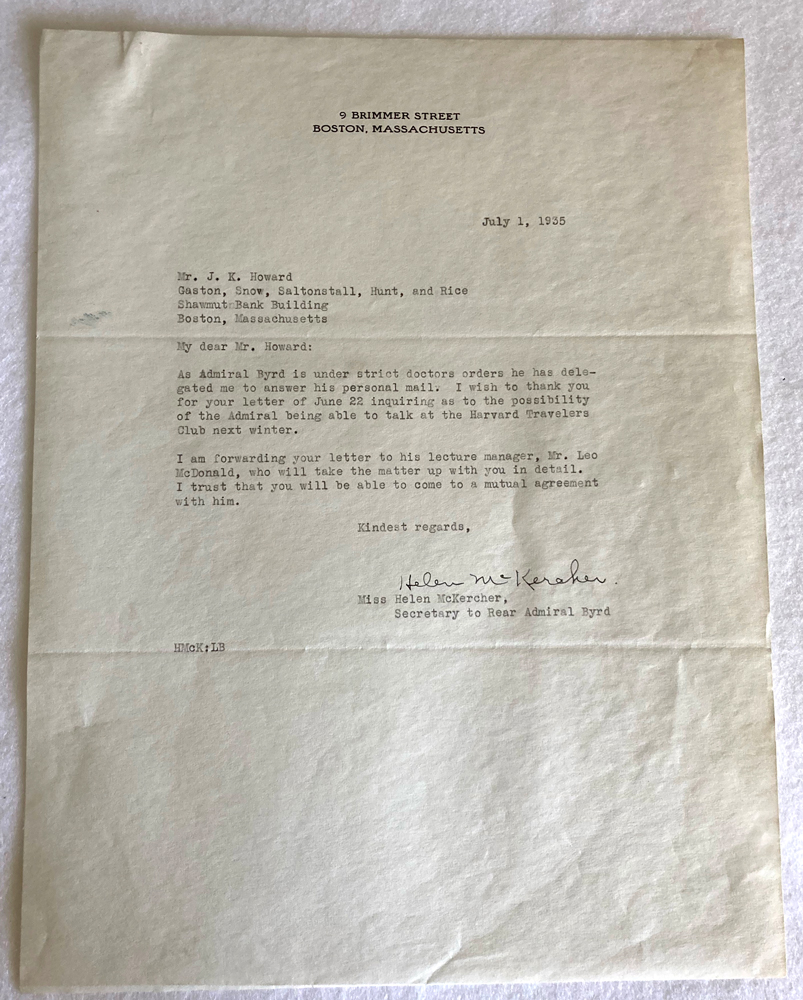 9 BRIMMER STREET
BOSTON, MASSACHUSETTS
July 1, 1935
Mr. J. K. Howard
Gaston, Snow, Saltonstall, Hunt, and Rice
Shawmut Bank Building
Boston, Massachusetts
My dear Mr. Howard:
As Admiral Byrd is under strict doctors orders he has dele-
gated me to answer his personal mail. I wish to thank you
for your letter of June 22 inquiring as to the possibility
of the Admiral being able to talk at the Harvard Travelers
Club next winter.
I am forwarding your letter to his lecture manager, Mr. Leo
McDonald, who will take the matter up with you in detail.
I trust that you will be able to come to a mutual agreement
with him.
Kindest regards,
Helen McKercher.
Miss Helen McKercher,
Secretary to Rear Admiral Byrd
HMcK:LB